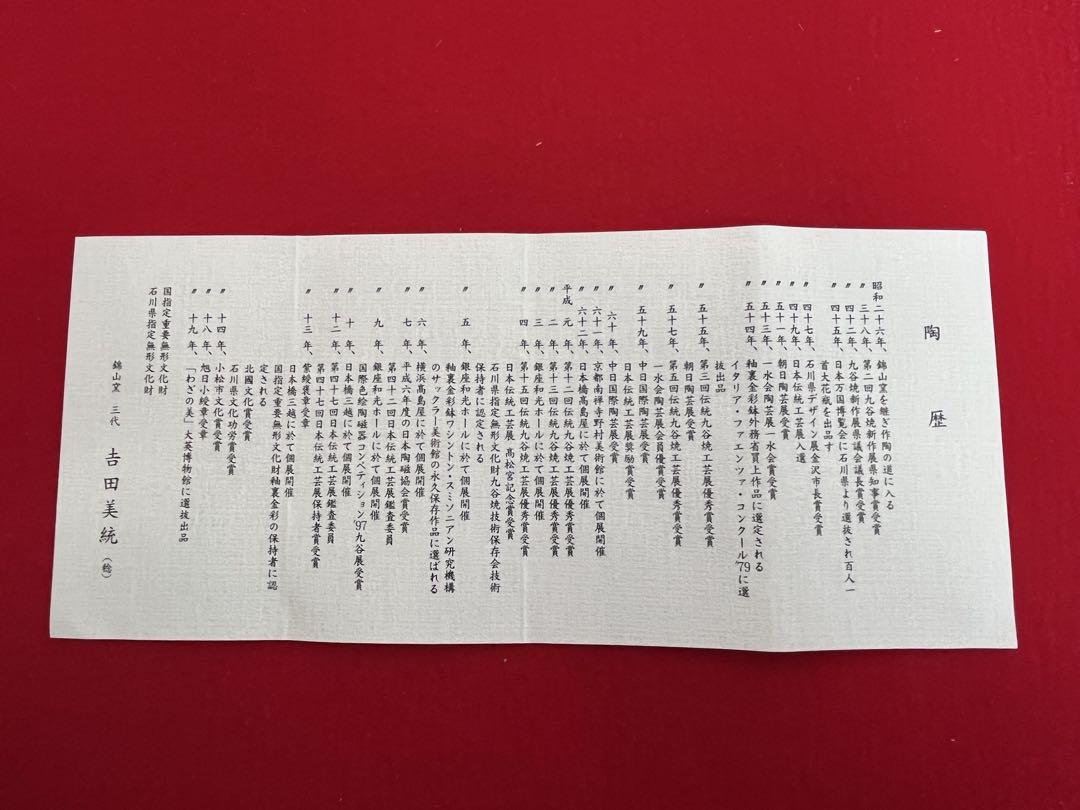 陶歴
昭和二十六年、錦山窯を継ぎ作陶の道に入る
〃 三十八年、第二回九谷焼新作展県知事賞受賞
〃 四十二年、九谷焼新作展県議会議長賞受賞
〃 四十五年、日本万国博覧会に石川県より選抜され百人一
首大花瓶を出品す
〃 四十七年、石川県デザイン展金沢市長賞受賞
〃 四十九年、日本伝統工芸展入選
〃 五十一年、朝日陶芸展受賞
〃 五十三年、一水会陶芸展一水会賞受賞
〃 五十四年、釉裏金彩鉢外務省買上作品に選定される
イタリア・ファエンツァ・コンクール'79に選
抜出品
〃 五十五年、第三回伝統九谷焼工芸展優秀賞受賞
朝日陶芸展受賞
〃 五十七年、第五回伝統九谷焼工芸展優秀賞受賞
一水会陶芸展会員優賞受賞
〃 五十九年、中日国際陶芸展受賞
日本伝統工芸展奨励賞受賞
〃 六十年、中日国際陶芸展受賞
〃 六十一年、京都南禅寺野村美術館に於て個展開催
〃 六十二年、日本橋髙島屋に於て個展開催
平成 元年、第十二回伝統九谷焼工芸展優秀賞受賞
〃 二年、第十三回伝統九谷焼工芸展優秀賞受賞
〃 三年、銀座和光ホールに於て個展開催
〃 四年、第十五回伝統九谷焼工芸展優秀賞受賞
日本伝統工芸展 高松宮記念賞受賞
石川県指定無形文化財九谷焼技術保存会技術
保持者に認定される
〃 五年、銀座和光ホールに於て個展開催
釉裏金彩鉢ワシントン・スミソニアン研究機構
のサックラー美術館の永久保存作品に選ばれる
〃 六年、横浜髙島屋に於て個展開催
〃 七年、平成六年度の日本陶磁協会賞受賞
第四十二回日本伝統工芸展鑑査委員
〃 九年、銀座和光ホールに於て個展開催
国際色絵陶磁器コンペティション'97九谷展受賞
〃 十年、日本橋三越に於て個展開催
〃 十二年、第四十七回日本伝統工芸展鑑査委員
第四十七回日本伝統工芸展保持者賞受賞
〃 十三年、紫綬褒章受章
日本橋三越に於て個展開催
国指定重要無形文化財釉裏金彩の保持者に認
定される
北國文化賞受賞
石川県文化功労賞受賞
〃 十四年、小松市文化賞受賞
〃 十八年、旭日小綬章受章
〃 十九年、「わざの美」大英博物館に選抜出品
国指定重要無形文化財
石川県指定無形文化財
錦山窯 三代 吉田美統（稔）